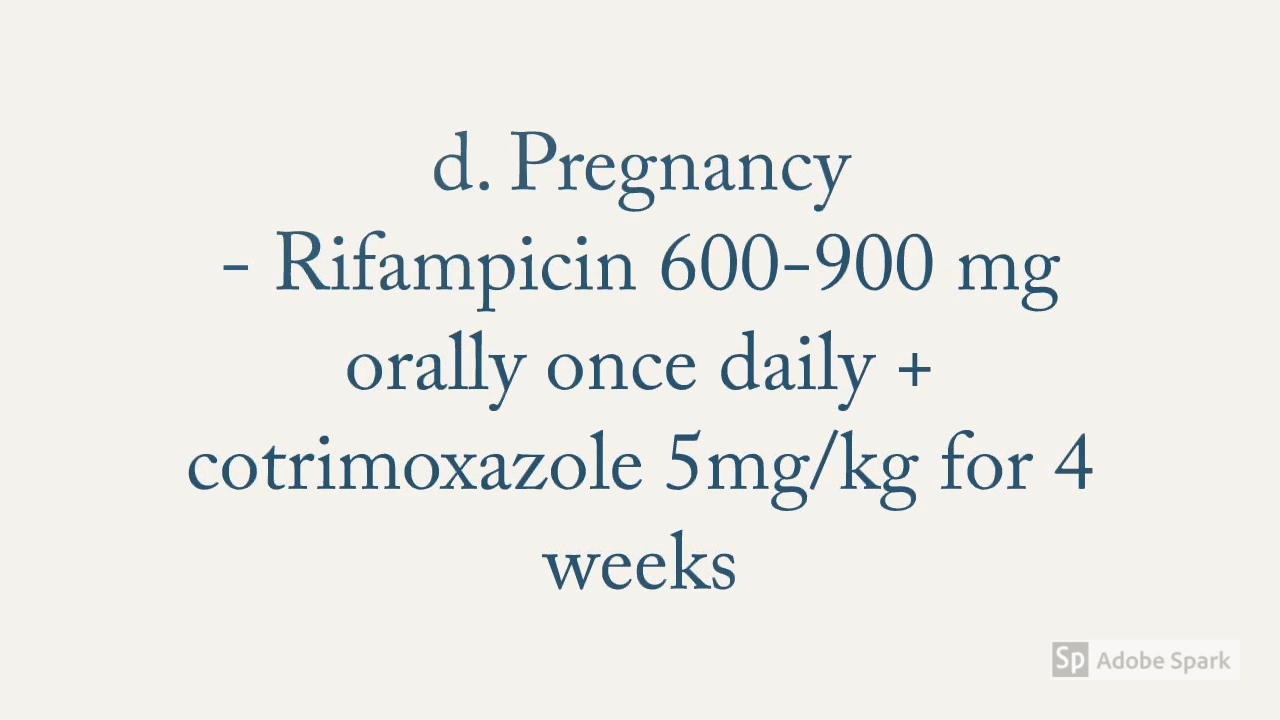 d. Pregnancy
- Rifampicin 600-900 mg
orally once daily +
cotrimoxazole 5mg/kg for 4
weeks
Sp Adobe Spark